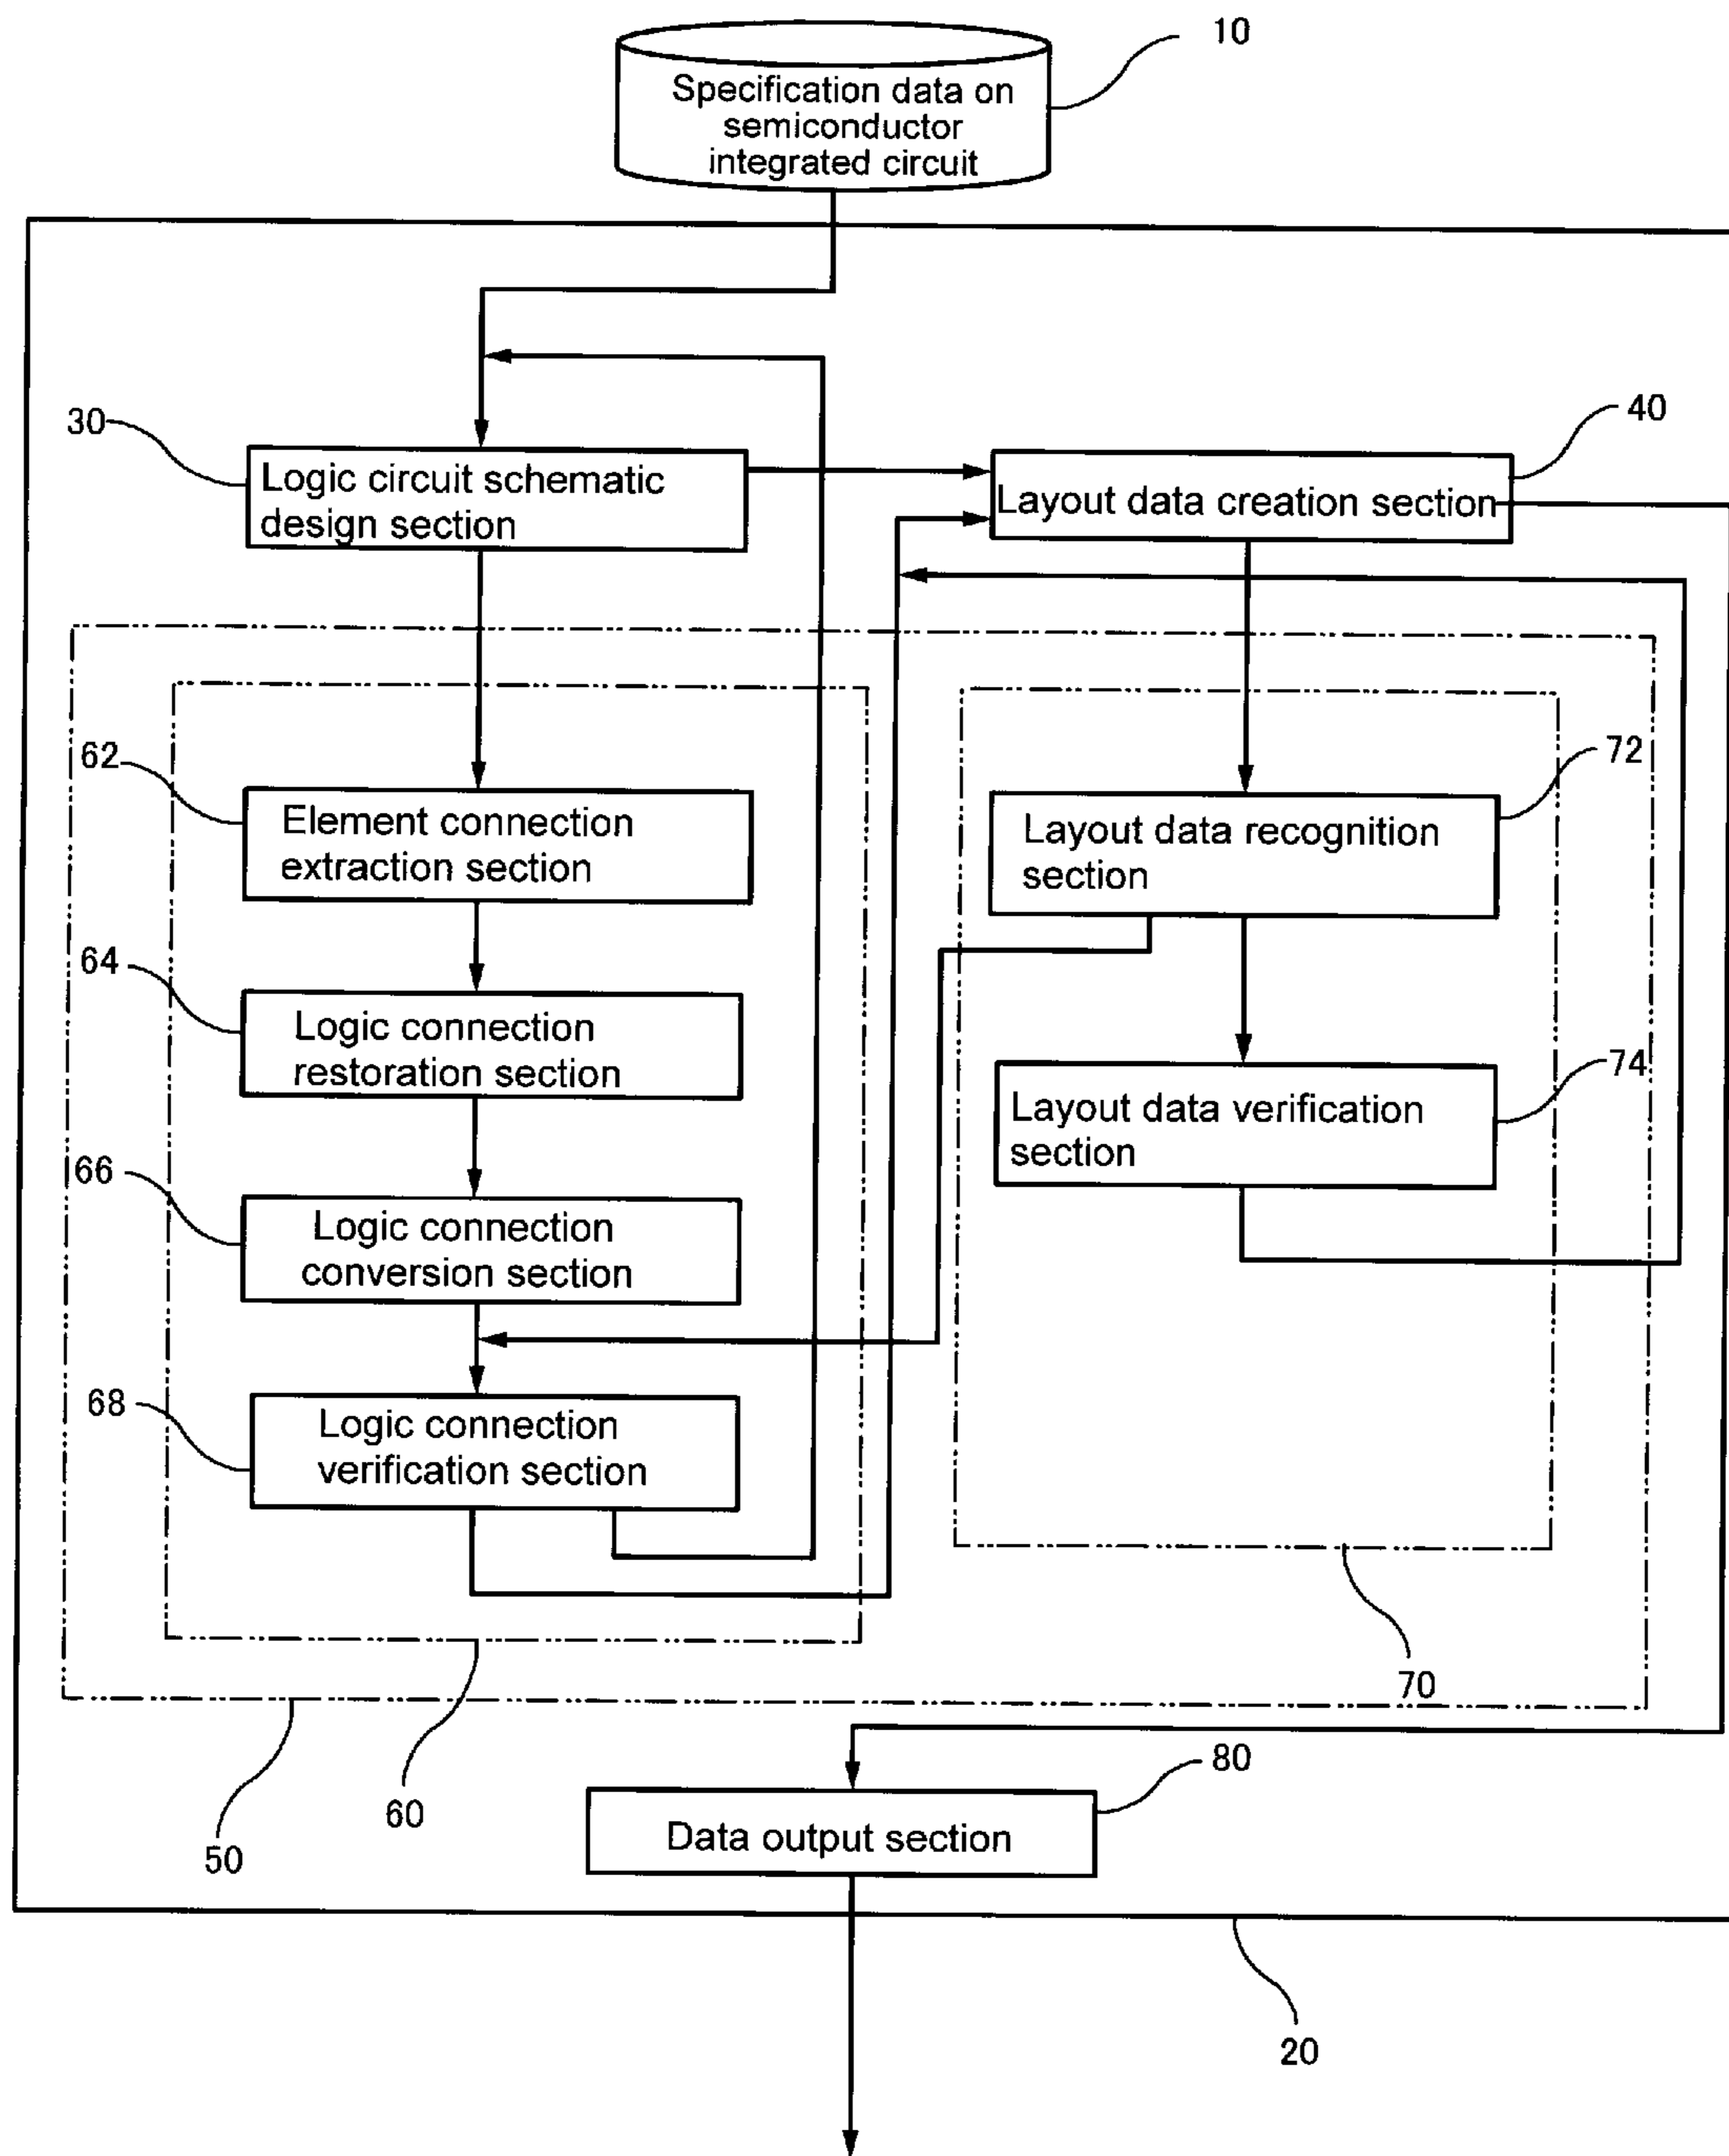 10
Specification data on
semiconductor
integrated circuit
30
Logic circuit schematic
design section
40
Layout data creation section
62
Element connection
extraction section
72
Layout data recognition
section
64
Logic connection
restoration section
74
Layout data verification
section
66
Logic connection
conversion section
68
Logic connection
verification section
70
60
50
80
Data output section
20